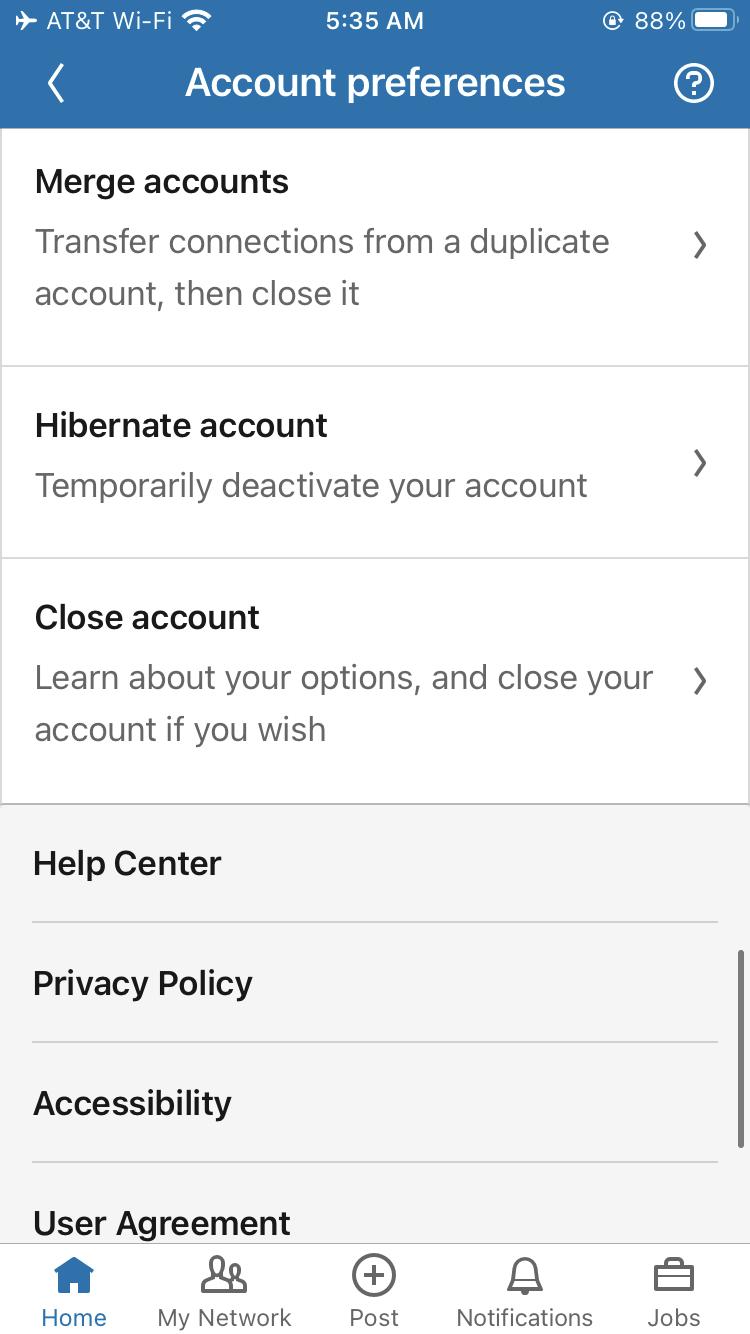 AT&T Wi-Fi 5:35 AM 88%
Account preferences
Merge accounts
Transfer connections from a duplicate
account, then close it
Hibernate account
Temporarily deactivate your account
Close account
Learn about your options, and close your
account if you wish
Help Center
Privacy Policy
Accessibility
User Agreement
Home My Network Post Notifications Jobs